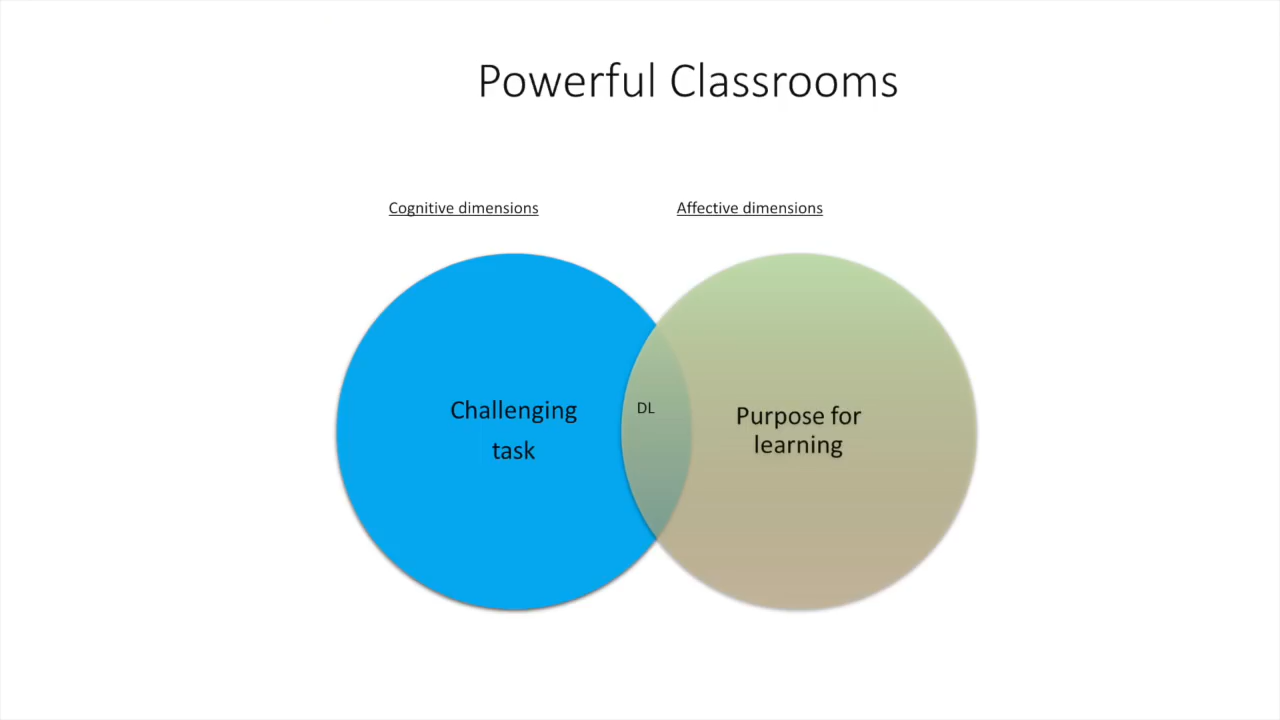 Powerful Classrooms
Cognitive dimensions
Affective dimensions
Challenging
task
DL
Purpose for
learning